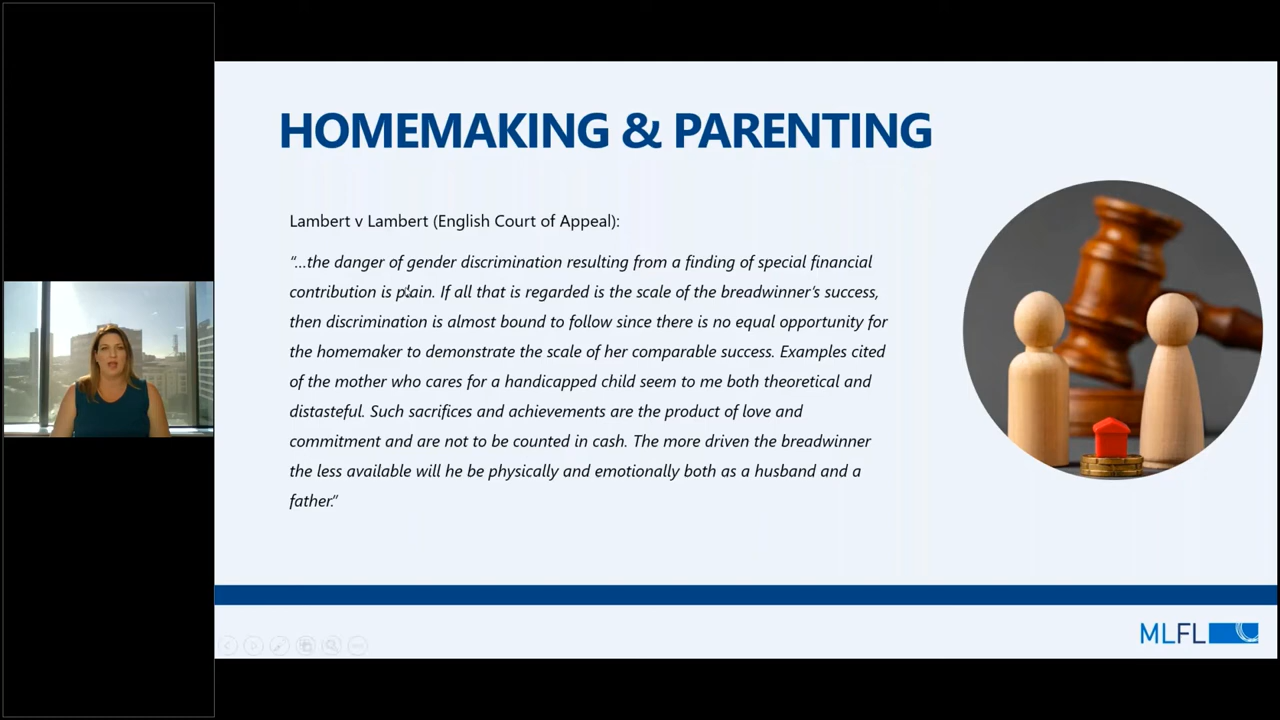 HOMEMAKING & PARENTING
Lambert v Lambert (English Court of Appeal):
“…the danger of gender discrimination resulting from a finding of special financial
contribution is plain. If all that is regarded is the scale of the breadwinner’s success,
then discrimination is almost bound to follow since there is no equal opportunity for
the homemaker to demonstrate the scale of her comparable success. Examples cited
of the mother who cares for a handicapped child seem to me both theoretical and
distasteful. Such sacrifices and achievements are the product of love and
commitment and are not to be counted in cash. The more driven the breadwinner
the less available will he be physically and emotionally both as a husband and a
father.”
MLFL